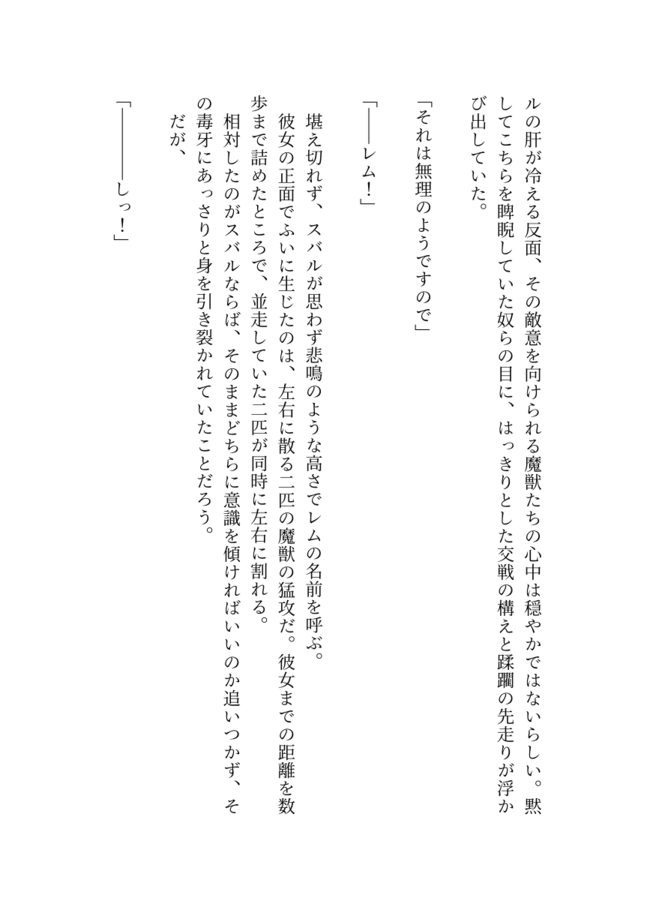 ルの肝が冷える反面、その敵意を向けられる魔獣たちの心中は穏やかではないらしい。黙
してこちらを睥睨していた奴らの目に、はっきりとした交戦の構えと蹂躙の先走りが浮か
び出していた。
「それは無理のようですので」
「――レム！」
　堪え切れず、スバルが思わず悲鳴のような高さでレムの名前を呼ぶ。
　彼女の正面でふいに生じたのは、左右に散る二匹の魔獣の猛攻だ。彼女までの距離を数
歩まで詰めたところで、並走していた二匹が同時に左右に割れる。
　相対したのがスバルならば、そのままどちらに意識を傾ければいいのか追いつかず、そ
の毒牙にあっさりと身を引き裂かれていたことだろう。
　だが、
「――――しっ！」